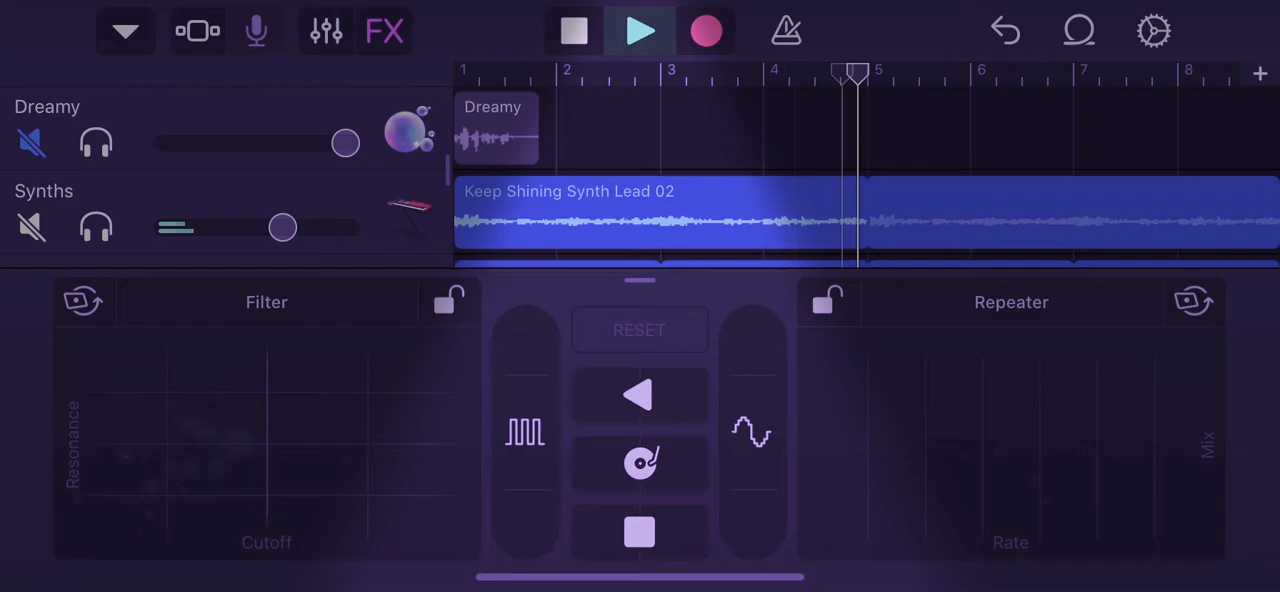 FX
1 2 3 4 5 6 7 8 +
Dreamy
Dreamy
Synths
Keep Shining Synth Lead 02
Filter
RESET
Repeater
Resonance
Mix
Cutoff
Rate